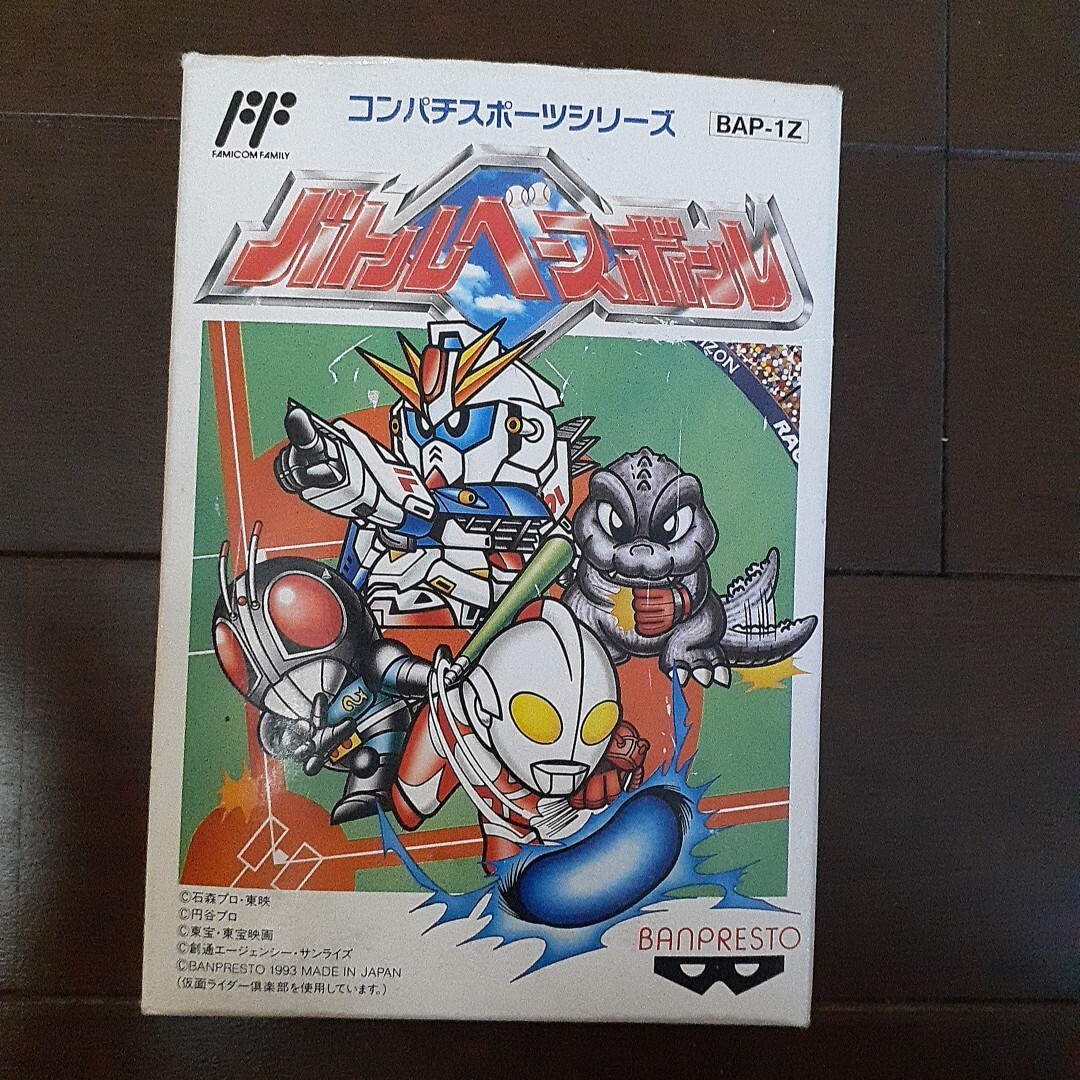 FAMICOM FAMILY
コンパチスポーツシリーズ
BAP-1Z
バトルベースボール
IZON
RAC
21
2
©石森プロ・東映
©円谷プロ
©東宝・東宝映画
©創通エージェンシー・サンライズ
©BANPRESTO 1993 MADE IN JAPAN
(仮面ライダー倶楽部を使用しています。)
BANPRESTO